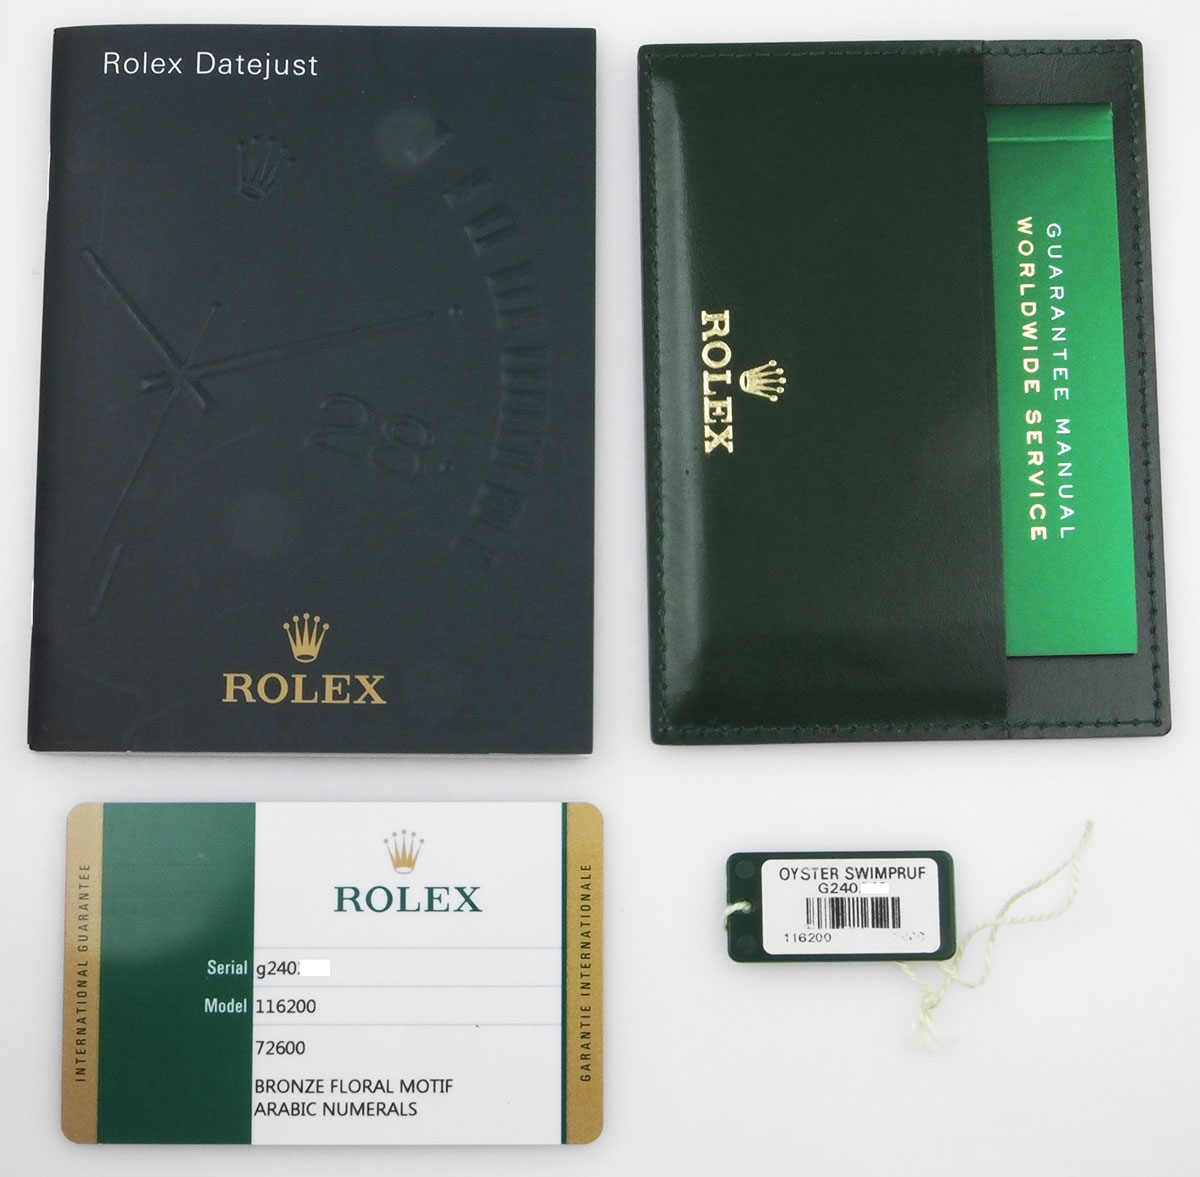 Rolex Datejust
28
ROLEX
ROLEX
GUARANTEE MANUAL
WORLDWIDE SERVICE
INTERNATIONAL GUARANTEE
ROLEX
Serial g240
Model 116200
72600
BRONZE FLORAL MOTIF
ARABIC NUMERALS
GARANTIE INTERNATIONALE
OYSTER SWIMPRUF
G240
116200